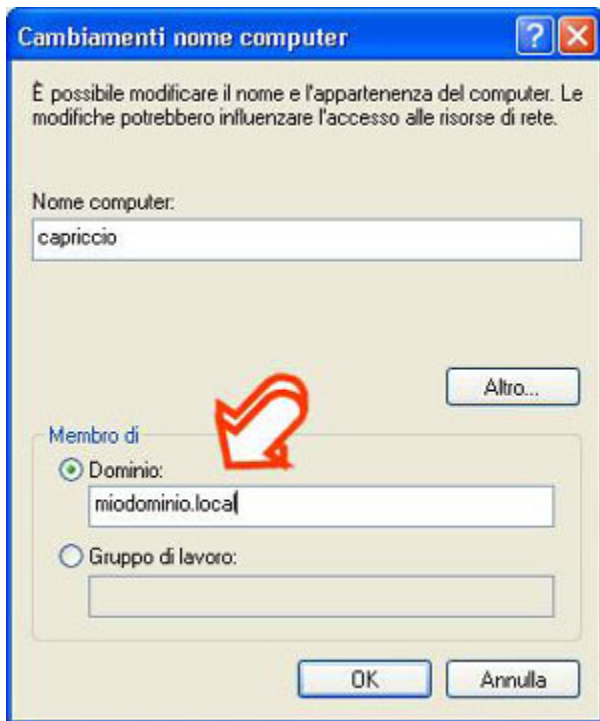 Cambiamenti nome computer
È possibile modificare il nome e l'appartenenza del computer. Le
modifiche potrebbero influenzare l'accesso alle risorse di rete.
Nome computer:
capriccio
Altro...
Membro di
Dominio:
miodominio.local
Gruppo di lavoro:
OK
Annulla